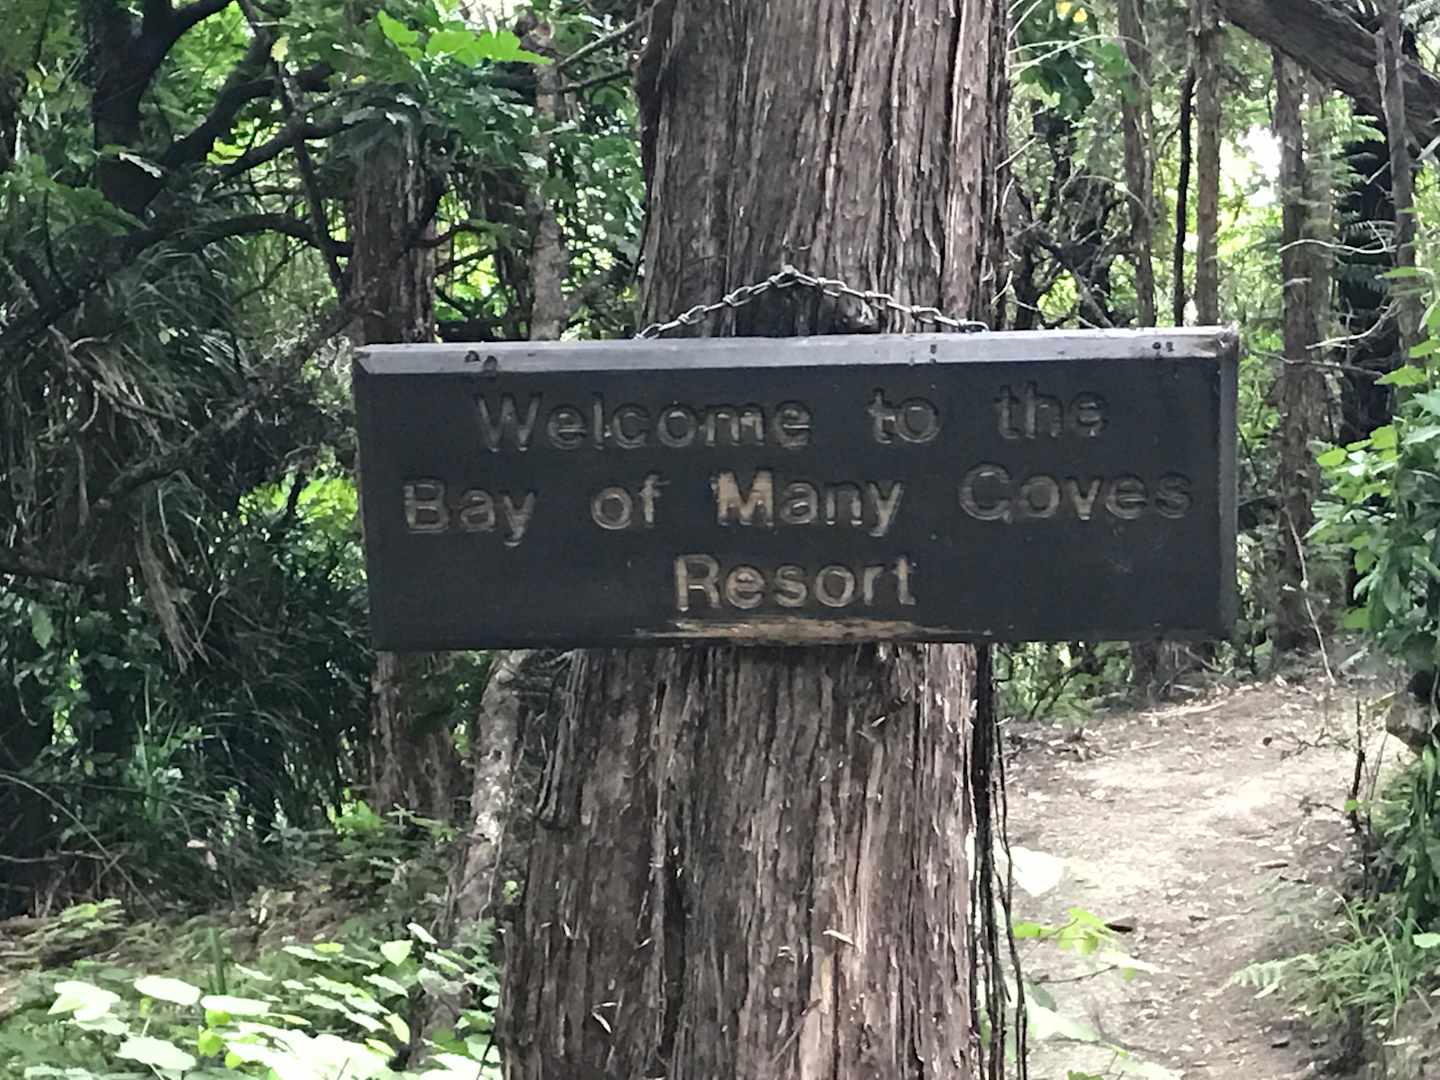 Welcome to the
Bay of Many Coves
Resort